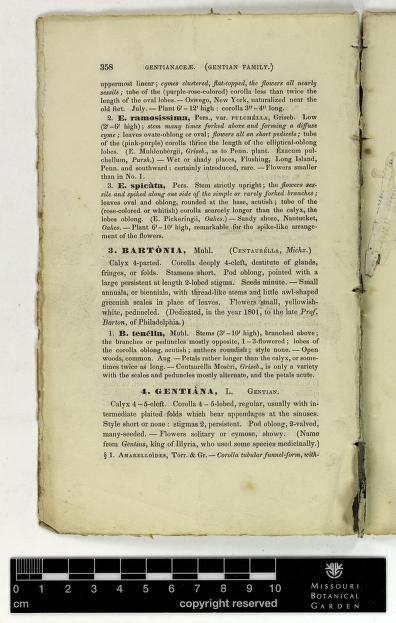 358 GENTIANACEÆ. (GENTIAN FAMILY.)
uppermost linear; cymes clustered, flat-topped, the flowers all nearly
sessile; tube of the (purple-rose-colored) corolla less than twice the
length of the oval lobes. — Oswego, New York, naturalized near the
old fort. July. — Plant 6′ - 12′ high: corolla 3″ - 4″ long.
2. E. ramosíssima, Pers., var. PULCHÉLLA, Griseb. Low
(2′ - 6′ high); stem many times forked above and forming a diffuse
cyme; leaves ovate-oblong or oval; flowers all on short pedicels; tube
of the (pink-purple) corolla thrice the length of the elliptical-oblong
lobes. (E. Muhlenbérgii, Griseb., as to Penn. plant. Exacum pul-
chellum, Pursh.) — Wet or shady places, Flushing, Long Island,
Penn. and southward: certainly introduced, rare. — Flowers smaller
than in No. 1.
3. E. spicàta, Pers. Stem strictly upright; the flowers ses-
sile and spiked along one side of the simple or rarely forked branches;
leaves oval and oblong, rounded at the base, acutish; tube of the
(rose-colored or whitish) corolla scarcely longer than the calyx, the
lobes oblong. (E. Pickeríngii, Oakes.) — Sandy shore, Nantucket,
Oakes. — Plant 6′ - 10′ high, remarkable for the spike-like arrange-
ment of the flowers.
3. BARTÒNIA, Muhl. (CENTAURÉLLA, Michx.)
Calyx 4-parted. Corolla deeply 4-cleft, destitute of glands,
fringes, or folds. Stamens short. Pod oblong, pointed with a
large persistent at length 2-lobed stigma. Seeds minute. — Small
annuals, or biennials, with thread-like stems and little awl-shaped
greenish scales in place of leaves. Flowers small, yellowish-
white, peduncled. (Dedicated, in the year 1801, to the late Prof.
Barton, of Philadelphia.)
1. B. tenélla, Muhl. Stems (3′ - 10′ high), branched above;
the branches or peduncles mostly opposite, 1 - 3-flowered; lobes of
the corolla oblong, acutish; anthers roundish; style none. — Open
woods, common. Aug. — Petals rather longer than the calyx, or some-
times twice as long. — Centaurélla Moséri, Griseb., is only a variety
with the scales and peduncles mostly alternate, and the petals acute.
4. GENTIÀNA, L. GENTIAN.
Calyx 4 - 5-cleft. Corolla 4 - 5-lobed, regular, usually with in-
termediate plaited folds which bear appendages at the sinuses.
Style short or none: stigmas 2, persistent. Pod oblong, 2-valved,
many-seeded. — Flowers solitary or cymose, showy. (Name
from Gentius, king of Illyria, who used some species medicinally.)
§ 1. AMARELLOÌDES, Torr. & Gr. — Corolla tubular funnel-form, with-
0 1 2 3 4 5 6 7 8 9 10
cm copyright reserved
MISSOURI
BOTANICAL
GARDEN